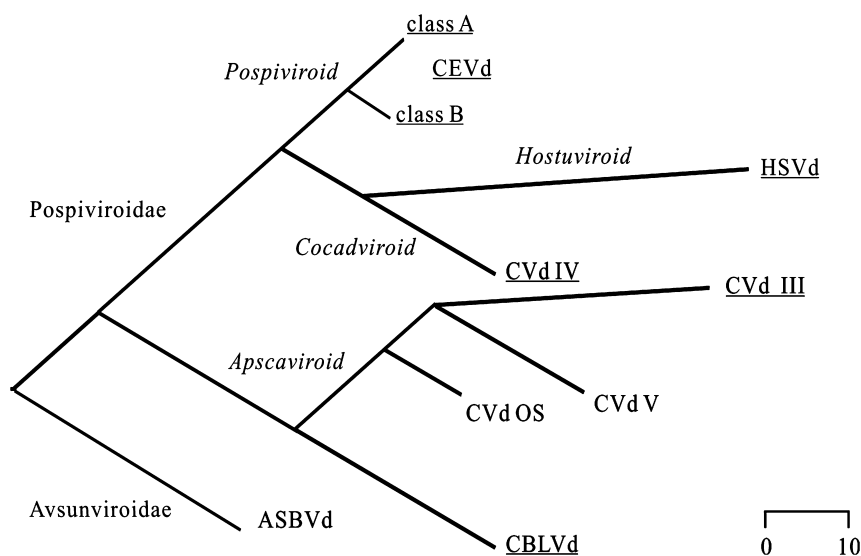 class A
Pospiviroid
CEVd
class B
Hostuviroid
HSVd
Pospiviroidae
Cocadviroid
CVd IV
CVd III
Apscaviroid
CVd OS
CVd V
Avsunviroidae
ASBVd
CBLVd
0 10